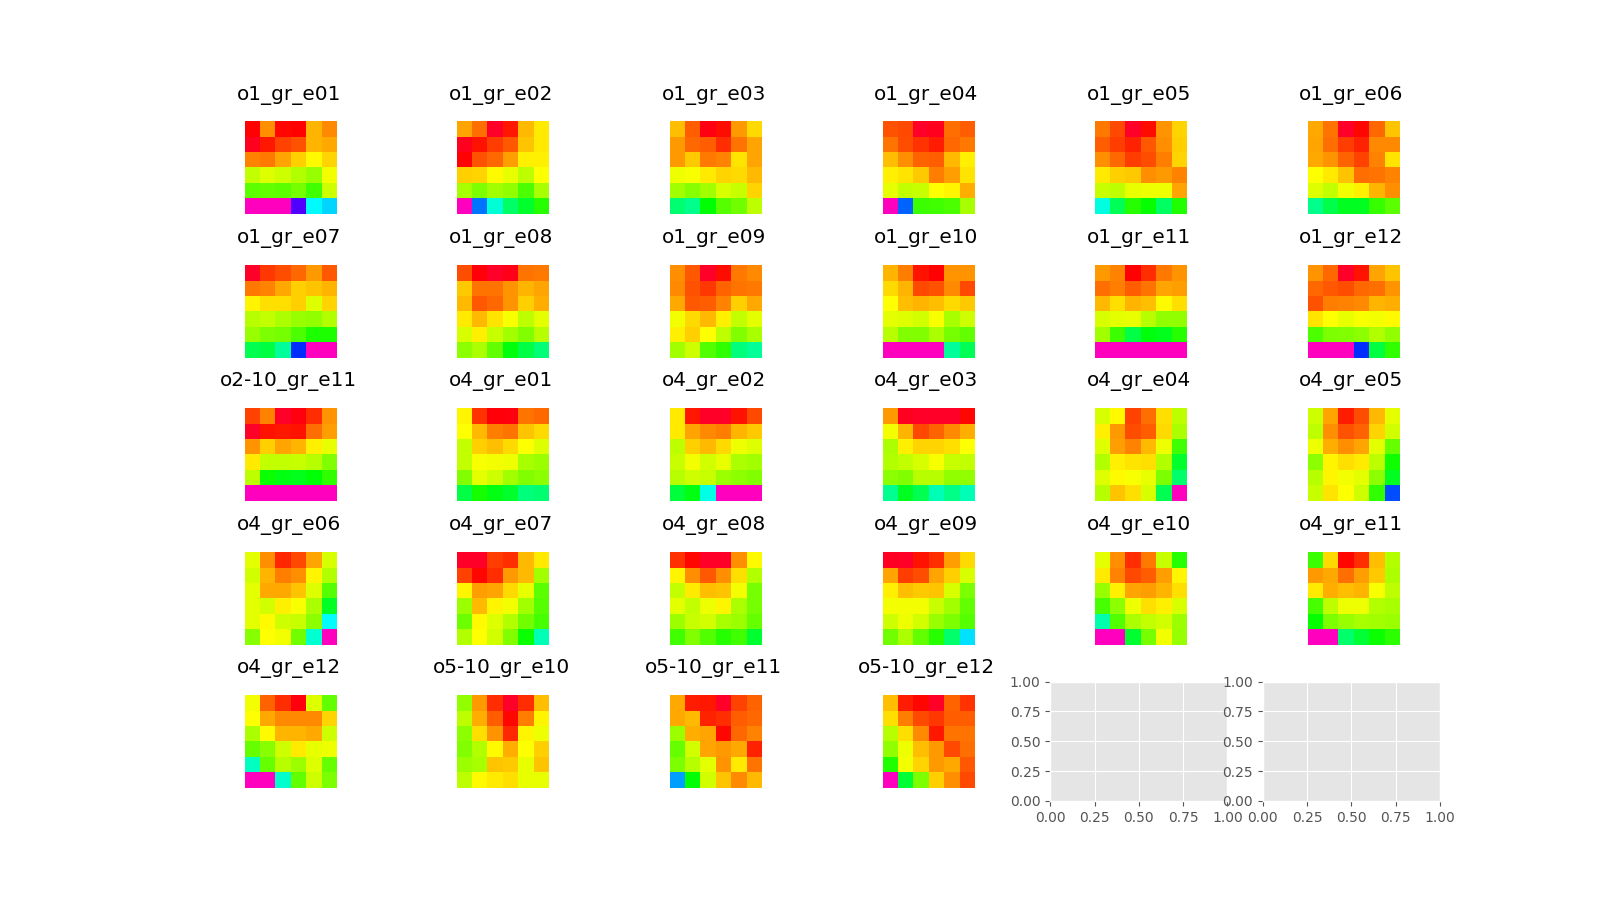 o1_gr_e01 o1_gr_e02 o1_gr_e03 o1_gr_e04 o1_gr_e05 o1_gr_e06
o1_gr_e07 o1_gr_e08 o1_gr_e09 o1_gr_e10 o1_gr_e11 o1_gr_e12
o2-10_gr_e11 o4_gr_e01 o4_gr_e02 o4_gr_e03 o4_gr_e04 o4_gr_e05
o4_gr_e06 o4_gr_e07 o4_gr_e08 o4_gr_e09 o4_gr_e10 o4_gr_e11
o4_gr_e12 o5-10_gr_e10 o5-10_gr_e11 o5-10_gr_e12
1.00 1.00
0.75 0.75
0.50 0.50
0.25 0.25
0.00 0.00
0.00 0.25 0.50 0.75 1.00 0.00 0.25 0.50 0.75 1.00